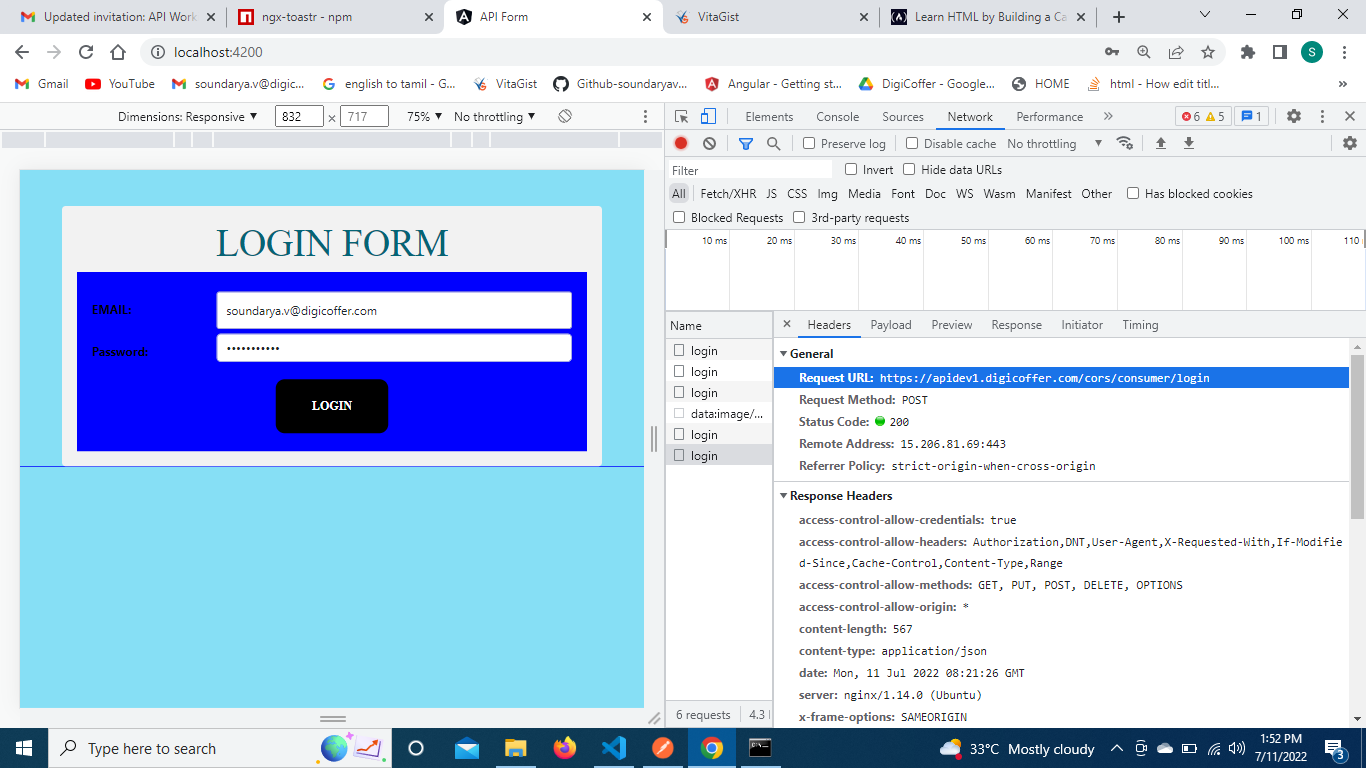 Updated invitation: API Work
ngx-toastr - npm
API Form
VitaGist
Learn HTML by Building a Ca
localhost:4200
S
Gmail
YouTube
soundarya.v@digic...
english to tamil - G...
VitaGist
Github-soundaryav...
Angular - Getting st...
DigiCoffer - Google...
HOME
html - How edit titl...
»
Dimensions: Responsive
832
×
717
75%
No throttling
Elements
Console
Sources
Network
Performance
»
6
5
1
Preserve log
Disable cache
No throttling
Filter
Invert
Hide data URLs
All
Fetch/XHR
JS
CSS
Img
Media
Font
Doc
WS
Wasm
Manifest
Other
Has blocked cookies
Blocked Requests
3rd-party requests
10 ms
20 ms
30 ms
40 ms
50 ms
60 ms
70 ms
80 ms
90 ms
100 ms
110
LOGIN FORM
EMAIL:
soundarya.v@digicoffer.com
Password:
•••••••••••
LOGIN
Name
login
login
login
data:image/...
login
login
6 requests
4.3
Headers
Payload
Preview
Response
Initiator
Timing
General
Request URL: https://apidev1.digicoffer.com/cors/consumer/login
Request Method: POST
Status Code: 200
Remote Address: 15.206.81.69:443
Referrer Policy: strict-origin-when-cross-origin
Response Headers
access-control-allow-credentials: true
access-control-allow-headers: Authorization,DNT,User-Agent,X-Requested-With,If-Modifie
d-Since,Cache-Control,Content-Type,Range
access-control-allow-methods: GET, PUT, POST, DELETE, OPTIONS
access-control-allow-origin: *
content-length: 567
content-type: application/json
date: Mon, 11 Jul 2022 08:21:26 GMT
server: nginx/1.14.0 (Ubuntu)
x-frame-options: SAMEORIGIN
Type here to search
33°C Mostly cloudy
1:52 PM
7/11/2022
3